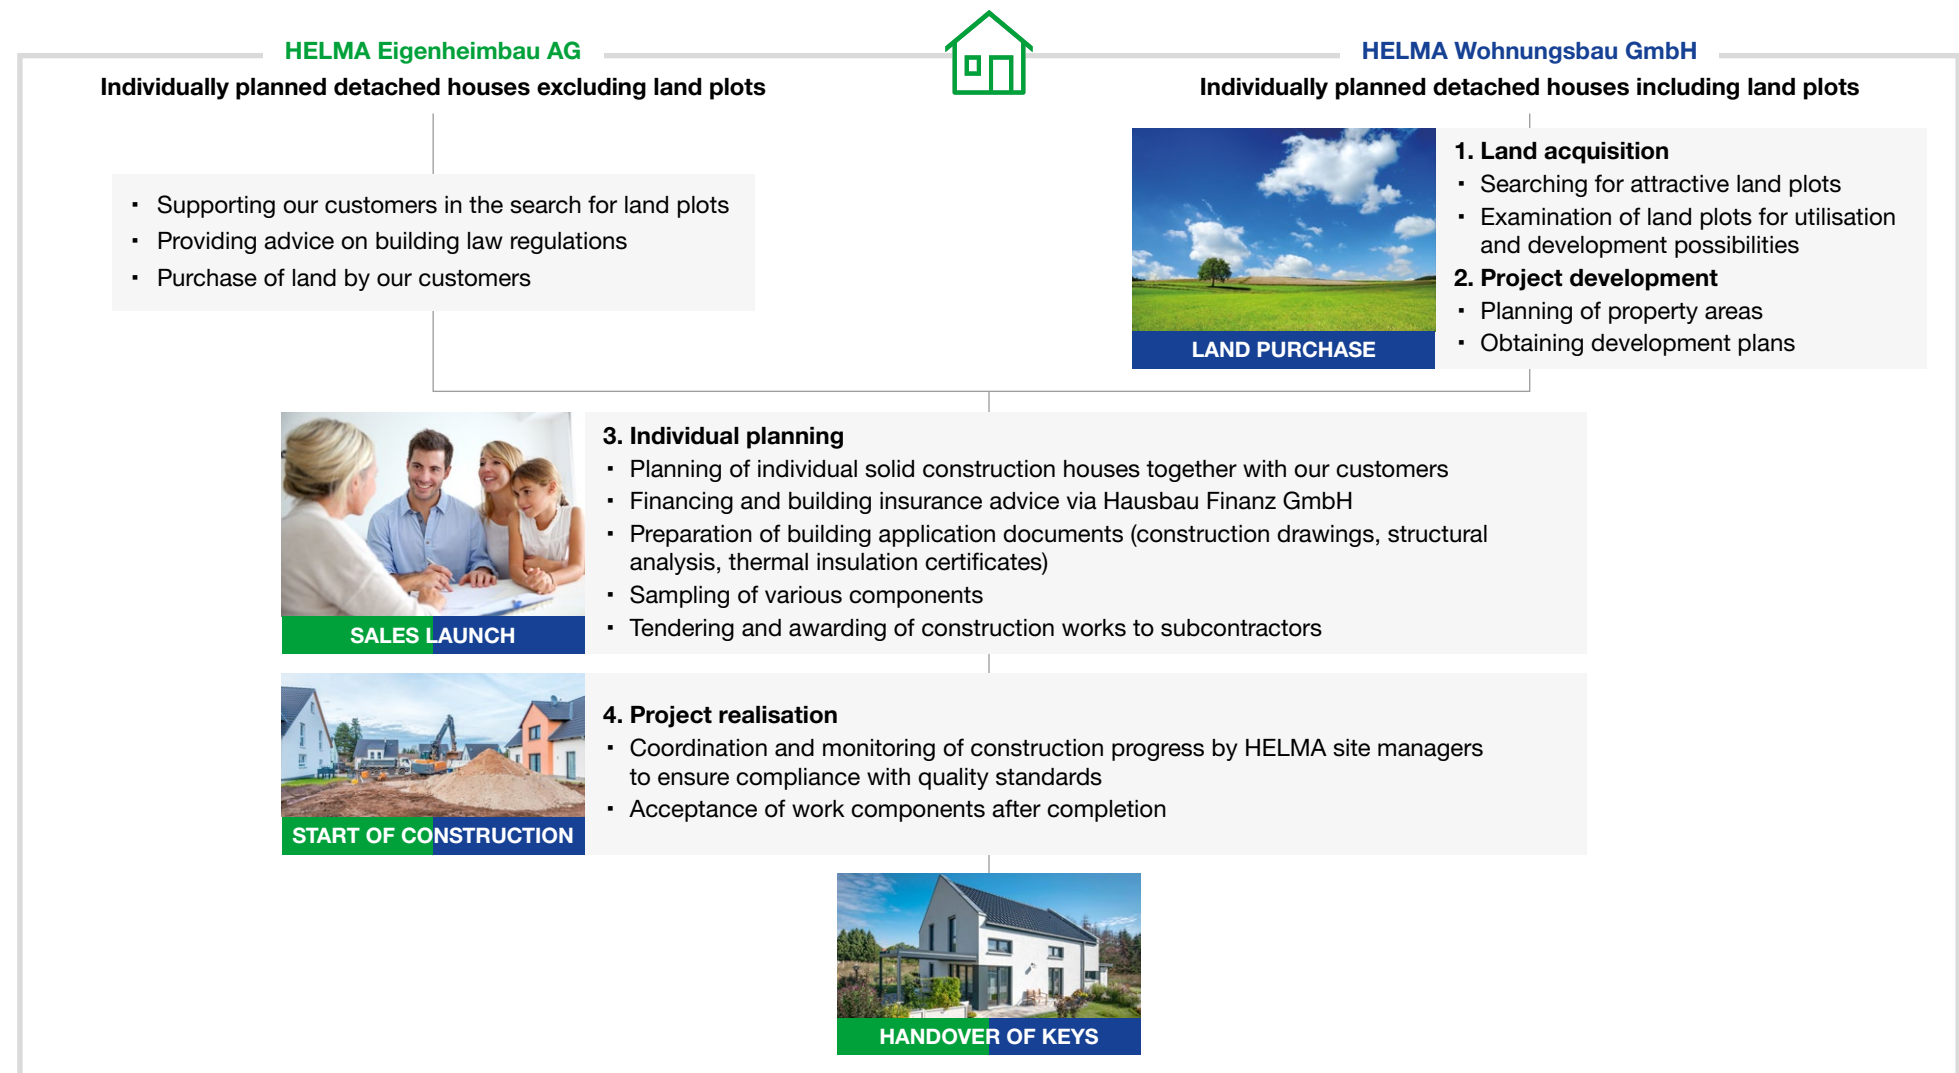 HELMA Eigenheimbau AG
Individually planned detached houses excluding land plots
▪ Supporting our customers in the search for land plots
▪ Providing advice on building law regulations
▪ Purchase of land by our customers
HELMA Wohnungsbau GmbH
Individually planned detached houses including land plots
LAND PURCHASE
1. Land acquisition
▪ Searching for attractive land plots
▪ Examination of land plots for utilisation
and development possibilities
2. Project development
▪ Planning of property areas
▪ Obtaining development plans
SALES LAUNCH
3. Individual planning
▪ Planning of individual solid construction houses together with our customers
▪ Financing and building insurance advice via Hausbau Finanz GmbH
▪ Preparation of building application documents (construction drawings, structural
analysis, thermal insulation certificates)
▪ Sampling of various components
▪ Tendering and awarding of construction works to subcontractors
START OF CONSTRUCTION
4. Project realisation
▪ Coordination and monitoring of construction progress by HELMA site managers
to ensure compliance with quality standards
▪ Acceptance of work components after completion
HANDOVER OF KEYS